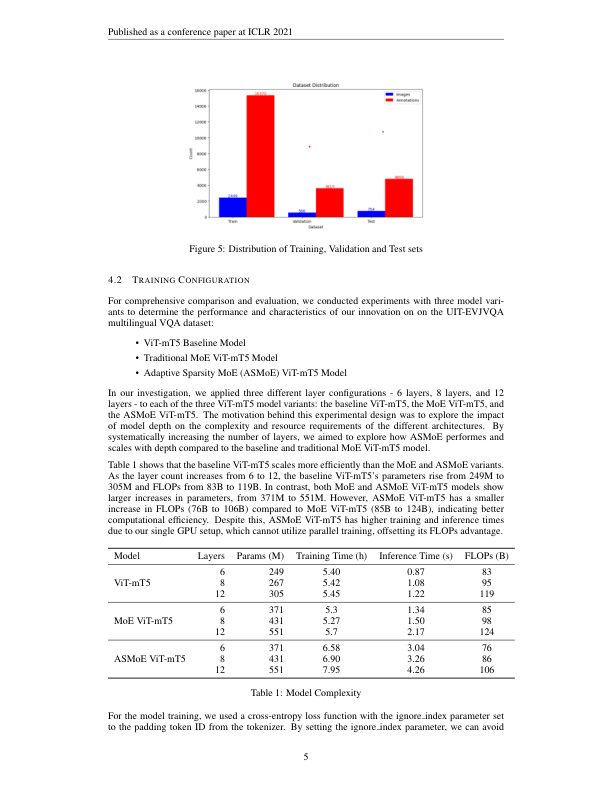 Published as a conference paper at ICLR 2021
Dataset Distribution
Images
Annotations
16000
14000
12000
10000
8000
6000
4000
2000
0
Count
Train
Validation
Test
Dataset
Figure 5: Distribution of Training, Validation and Test sets
4.2 TRAINING CONFIGURATION
For comprehensive comparison and evaluation, we conducted experiments with three model vari-
ants to determine the performance and characteristics of our innovation on on the UIT-EVJVQA
multilingual VQA dataset:
• ViT-mT5 Baseline Model
• Traditional MoE ViT-mT5 Model
• Adaptive Sparsity MoE (ASMoE) ViT-mT5 Model
In our investigation, we applied three different layer configurations - 6 layers, 8 layers, and 12
layers - to each of the three ViT-mT5 model variants: the baseline ViT-mT5, the MoE ViT-mT5, and
the ASMoE ViT-mT5. The motivation behind this experimental design was to explore the impact
of model depth on the complexity and resource requirements of the different architectures. By
systematically increasing the number of layers, we aimed to explore how ASMoE performes and
scales with depth compared to the baseline and traditional MoE ViT-mT5 model.
Table 1 shows that the baseline ViT-mT5 scales more efficiently than the MoE and ASMoE variants.
As the layer count increases from 6 to 12, the baseline ViT-mT5's parameters rise from 249M to
305M and FLOPs from 83B to 119B. In contrast, both MoE and ASMoE ViT-mT5 models show
larger increases in parameters, from 371M to 551M. However, ASMoE ViT-mT5 has a smaller
increase in FLOPs (76B to 106B) compared to MoE ViT-mT5 (85B to 124B), indicating better
computational efficiency. Despite this, ASMoE ViT-mT5 has higher training and inference times
due to our single GPU setup, which cannot utilize parallel training, offsetting its FLOPs advantage.
Model Layers Params (M) Training Time (h) Inference Time (s) FLOPs (B)
6 249 5.40 0.87 83
ViT-mT5 8 267 5.42 1.08 95
12 305 5.45 1.22 119
6 371 5.3 1.34 85
MoE ViT-mT5 8 431 5.27 1.50 98
12 551 5.7 2.17 124
6 371 6.58 3.04 76
ASMoE ViT-mT5 8 431 6.90 3.26 86
12 551 7.95 4.26 106
Table 1: Model Complexity
For the model training, we used a cross-entropy loss function with the ignore_index parameter set
to the padding token ID from the tokenizer. By setting the ignore_index parameter, we can avoid
5